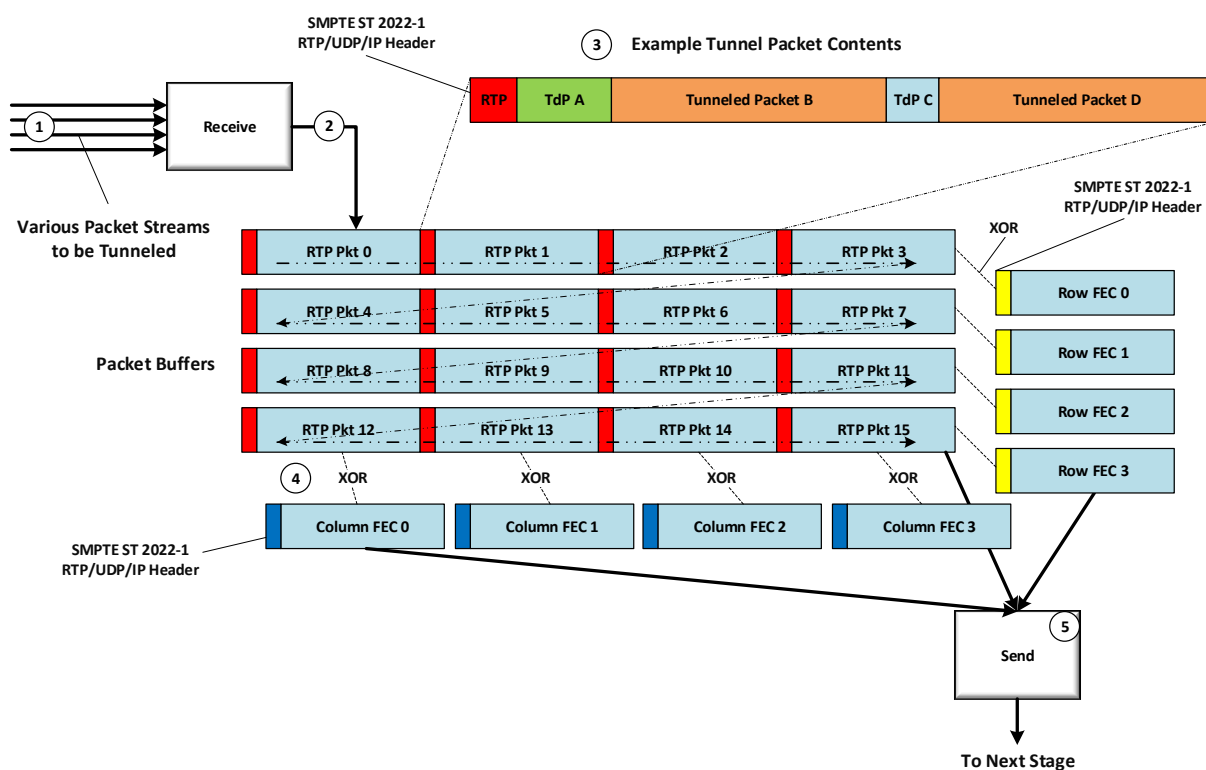 SMPTE ST 2022-1
RTP/UDP/IP Header
3 Example Tunnel Packet Contents
RTP TdP A Tunneled Packet B TdP C Tunneled Packet D
1 Receive 2
Various Packet Streams
to be Tunneled
SMPTE ST 2022-1
RTP/UDP/IP Header
XOR
RTP Pkt 0 RTP Pkt 1 RTP Pkt 2 RTP Pkt 3
Row FEC 0
RTP Pkt 4 RTP Pkt 5 RTP Pkt 6 RTP Pkt 7
Row FEC 1
Packet Buffers
RTP Pkt 8 RTP Pkt 9 RTP Pkt 10 RTP Pkt 11
Row FEC 2
RTP Pkt 12 RTP Pkt 13 RTP Pkt 14 RTP Pkt 15
Row FEC 3
4 XOR XOR XOR XOR
Column FEC 0 Column FEC 1 Column FEC 2 Column FEC 3
SMPTE ST 2022-1
RTP/UDP/IP Header
5
Send
To Next Stage